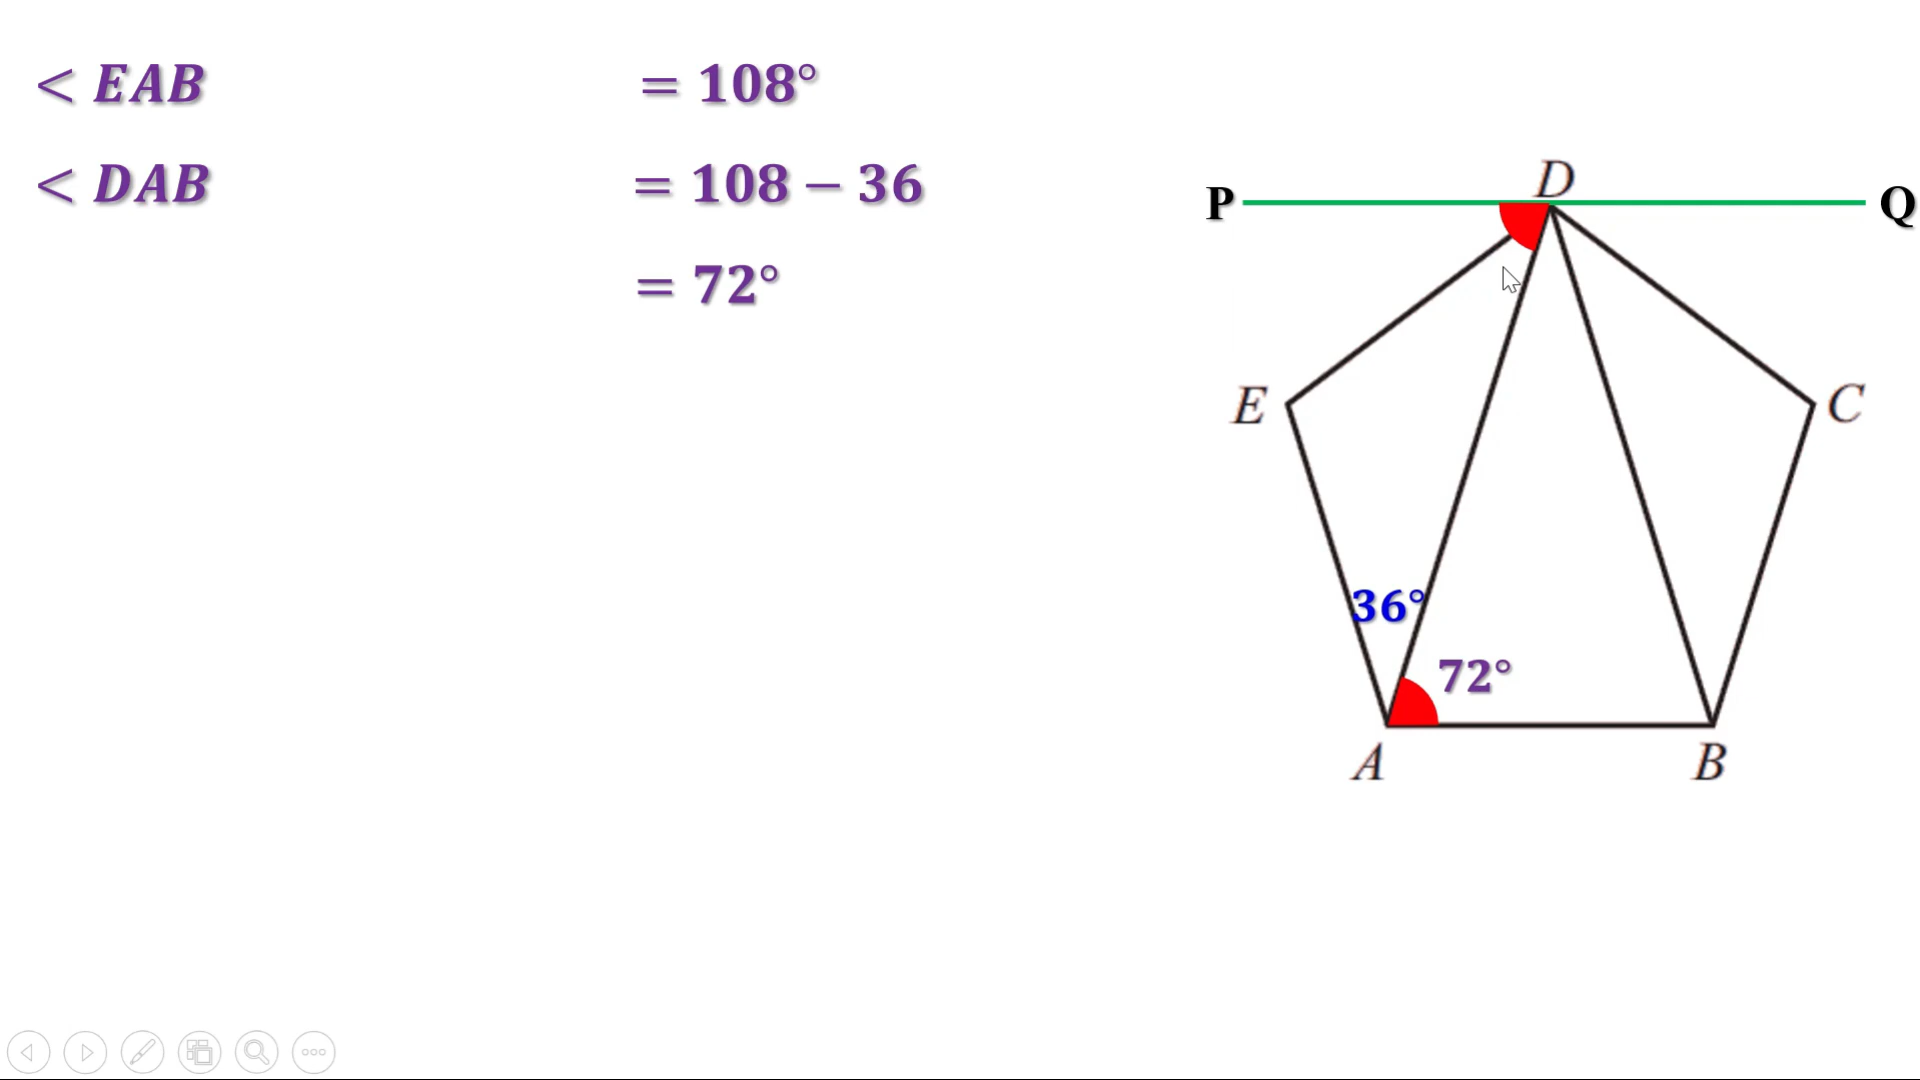 < EAB = 108°
< DAB = 108 − 36
= 72°
D
P Q
E C
36°
72°
A B